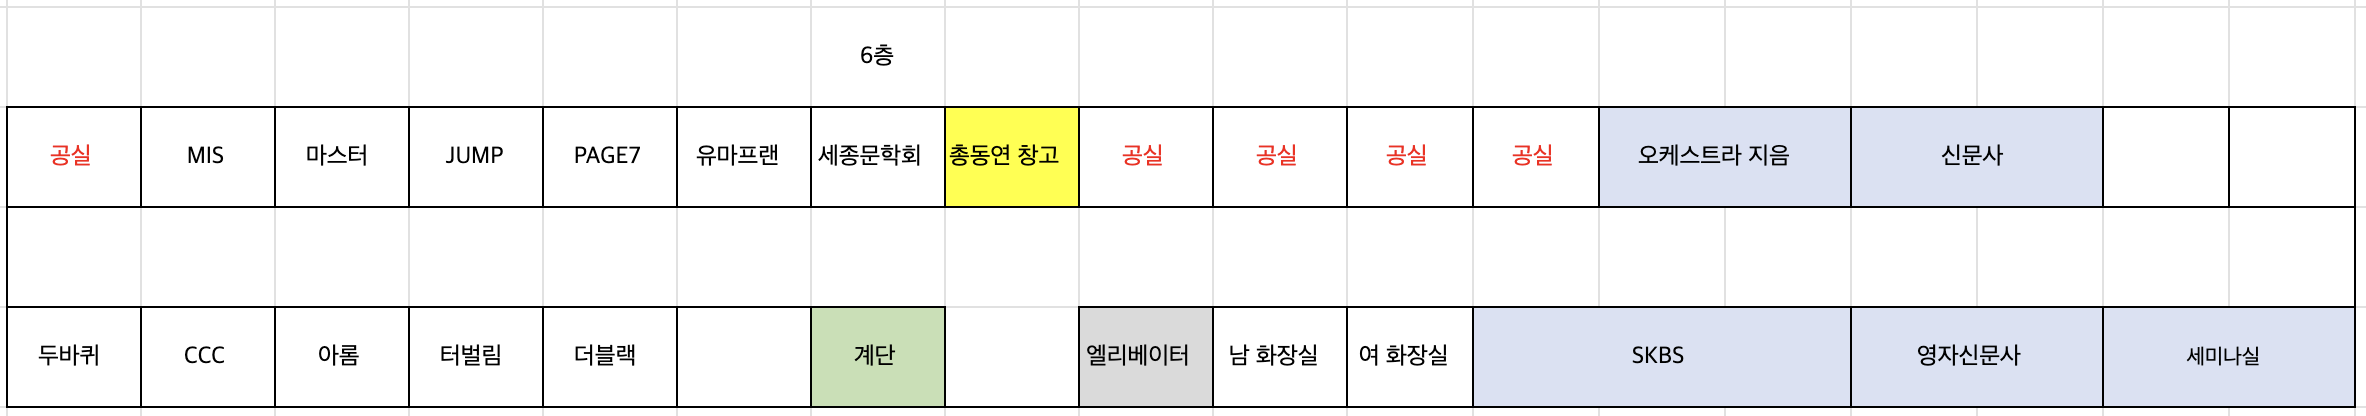 6층
공실 MIS 마스터 JUMP PAGE7 유마프랜 세종문학회 총동연 창고 공실 공실 공실 공실 오케스트라 지음 신문사
두바퀴 CCC 아롬 터벌림 더블랙 계단 엘리베이터 남 화장실 여 화장실 SKBS 영자신문사 세미나실